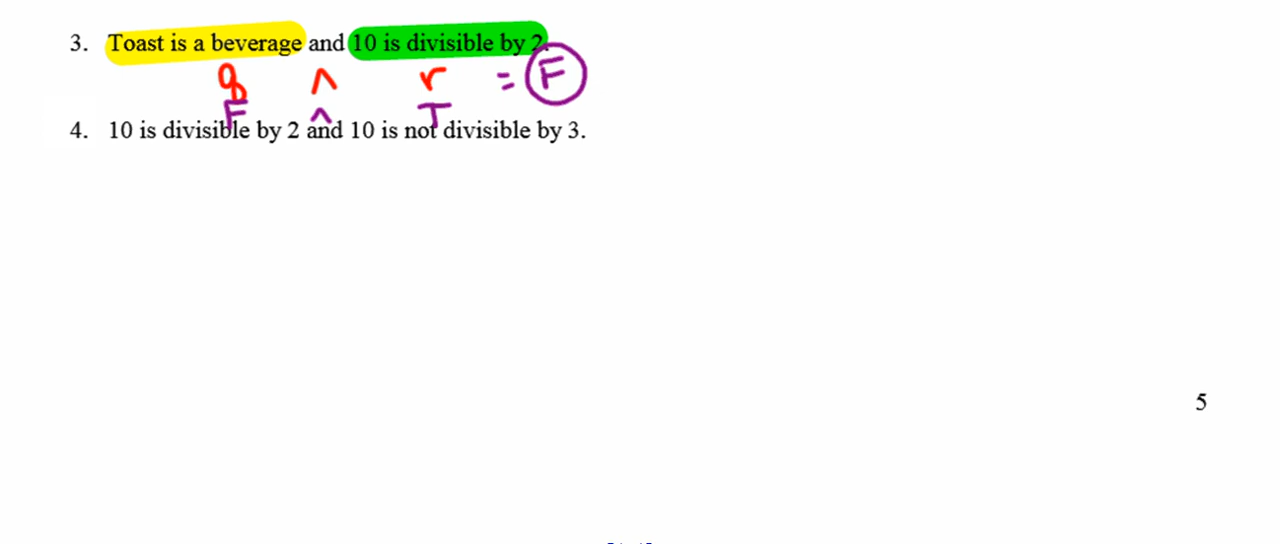 3. Toast is a beverage and 10 is divisible by 2.
q ∧ r = F
F ∧ T
4. 10 is divisible by 2 and 10 is not divisible by 3.
5